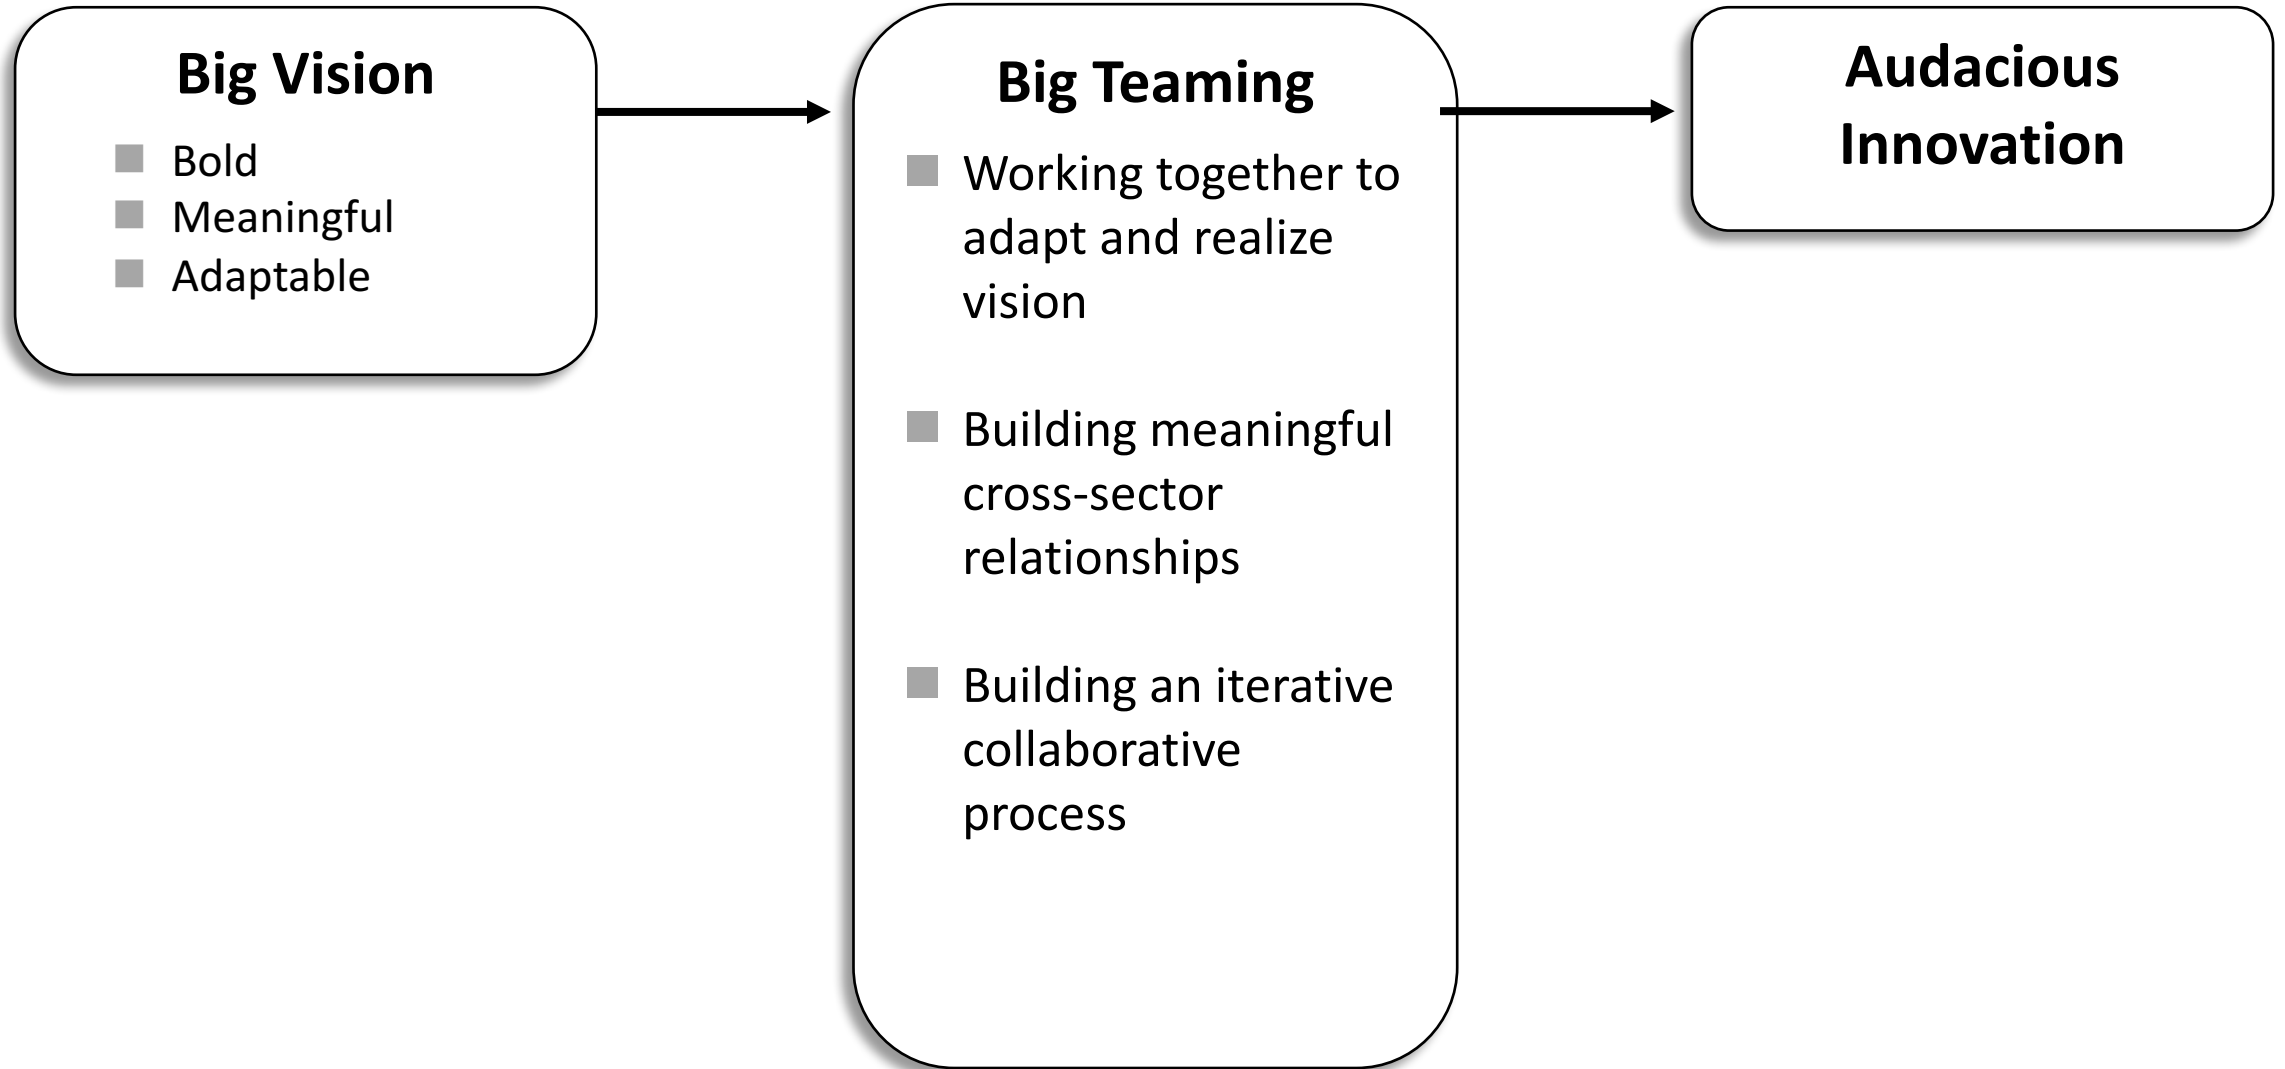 Big Vision
Bold
Meaningful
Adaptable
Big Teaming
Working together to
adapt and realize
vision
Building meaningful
cross-sector
relationships
Building an iterative
collaborative
process
Audacious
Innovation